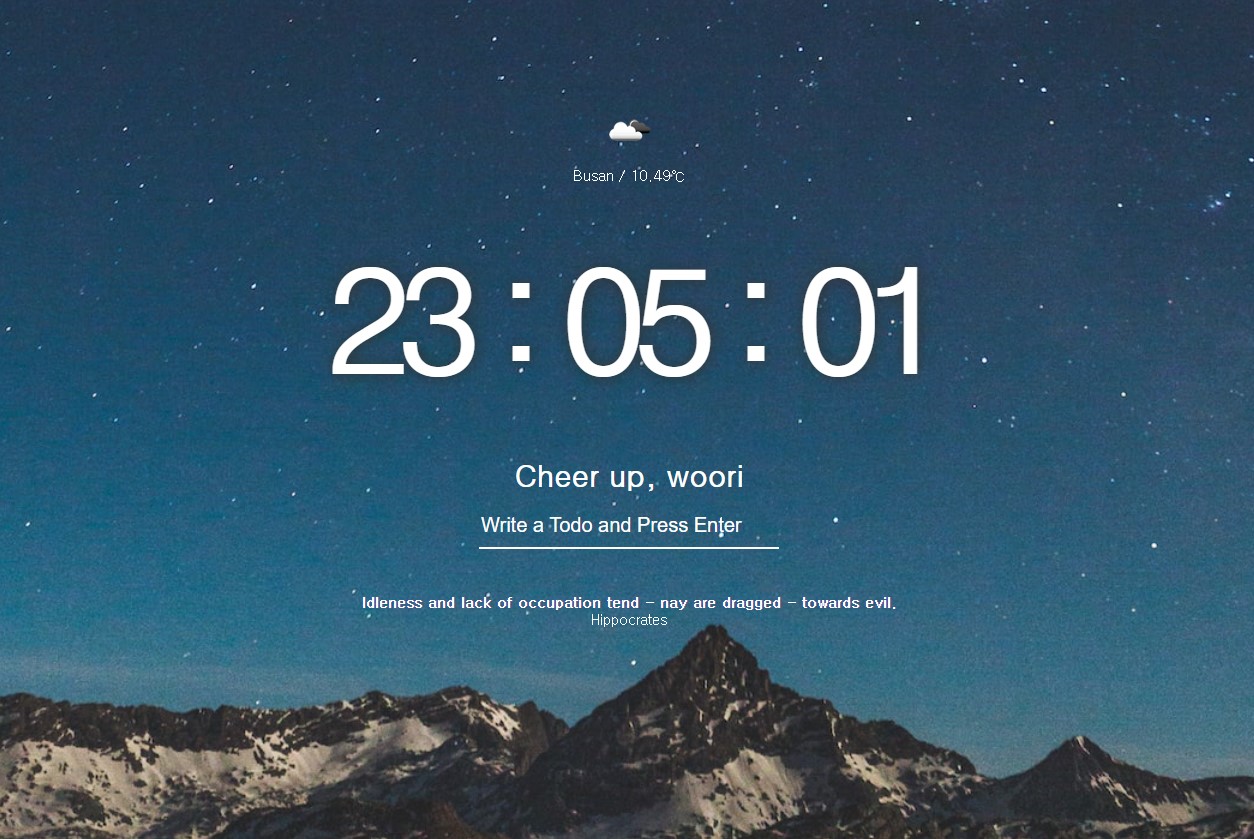 Busan / 10.49℃
23 : 05 : 01
Cheer up, woori
Write a Todo and Press Enter
Idleness and lack of occupation tend - nay are dragged - towards evil.
Hippocrates